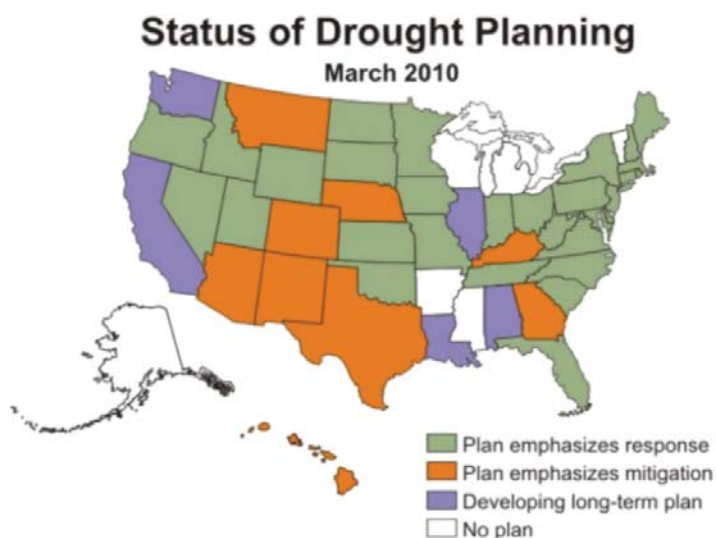 Status of Drought Planning
March 2010
Plan emphasizes response
Plan emphasizes mitigation
Developing long-term plan
No plan